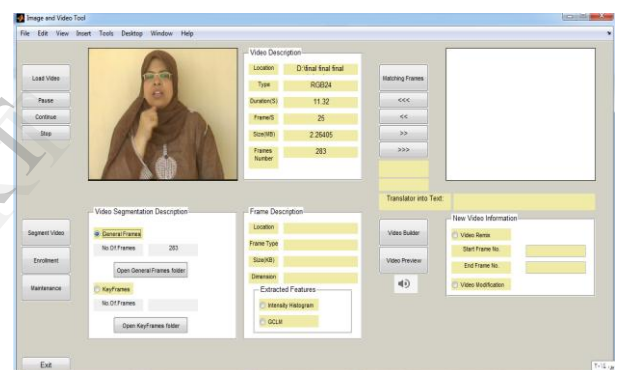 Image and Video Tool
File Edit View Insert Tools Desktop Window Help
Load Video
Pause
Continue
Stop
Video Description
Location D:\final final final
Type RGB24
Duration(S) 11.32
Frame/S 25
Size(MB) 2.26405
Frames Number 283
Matching Frames
<<<
<<
>>
>>>
Translator into Text:
Segment Video
Enrolment
Maintenance
Exit
Video Segmentation Description
General Frames
No.Of.Frames 283
Open General Frames folder
KeyFrames
No.Of.Frames
Open KeyFrames folder
Frame Description
Location
Frame Type
Size(KB)
Dimension
Extracted Features
Intensity Histogram
GCLM
Video Builder
Video Preview
New Video Information
Video Remix
Start Frame No.
End Frame No.
Video Modification